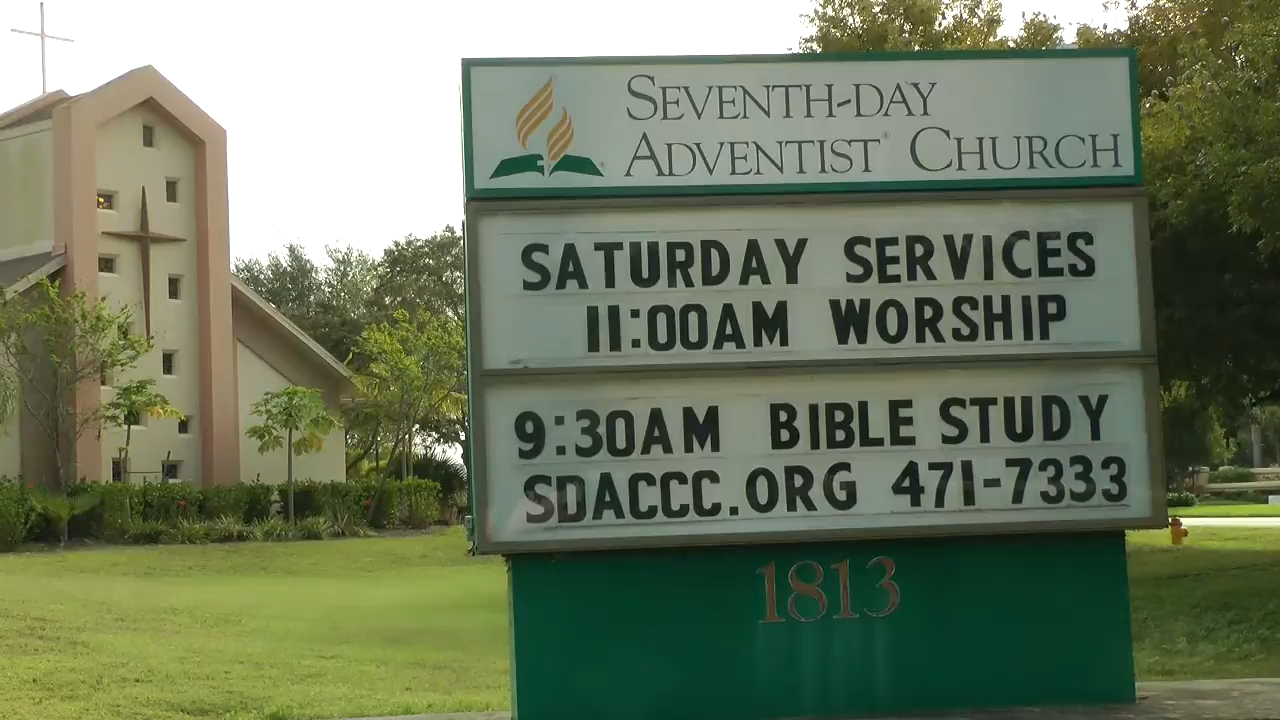 SEVENTH-DAY
ADVENTIST® CHURCH
SATURDAY SERVICES
11:00AM WORSHIP
9:30AM BIBLE STUDY
SDACCC.ORG 471-7333
1813